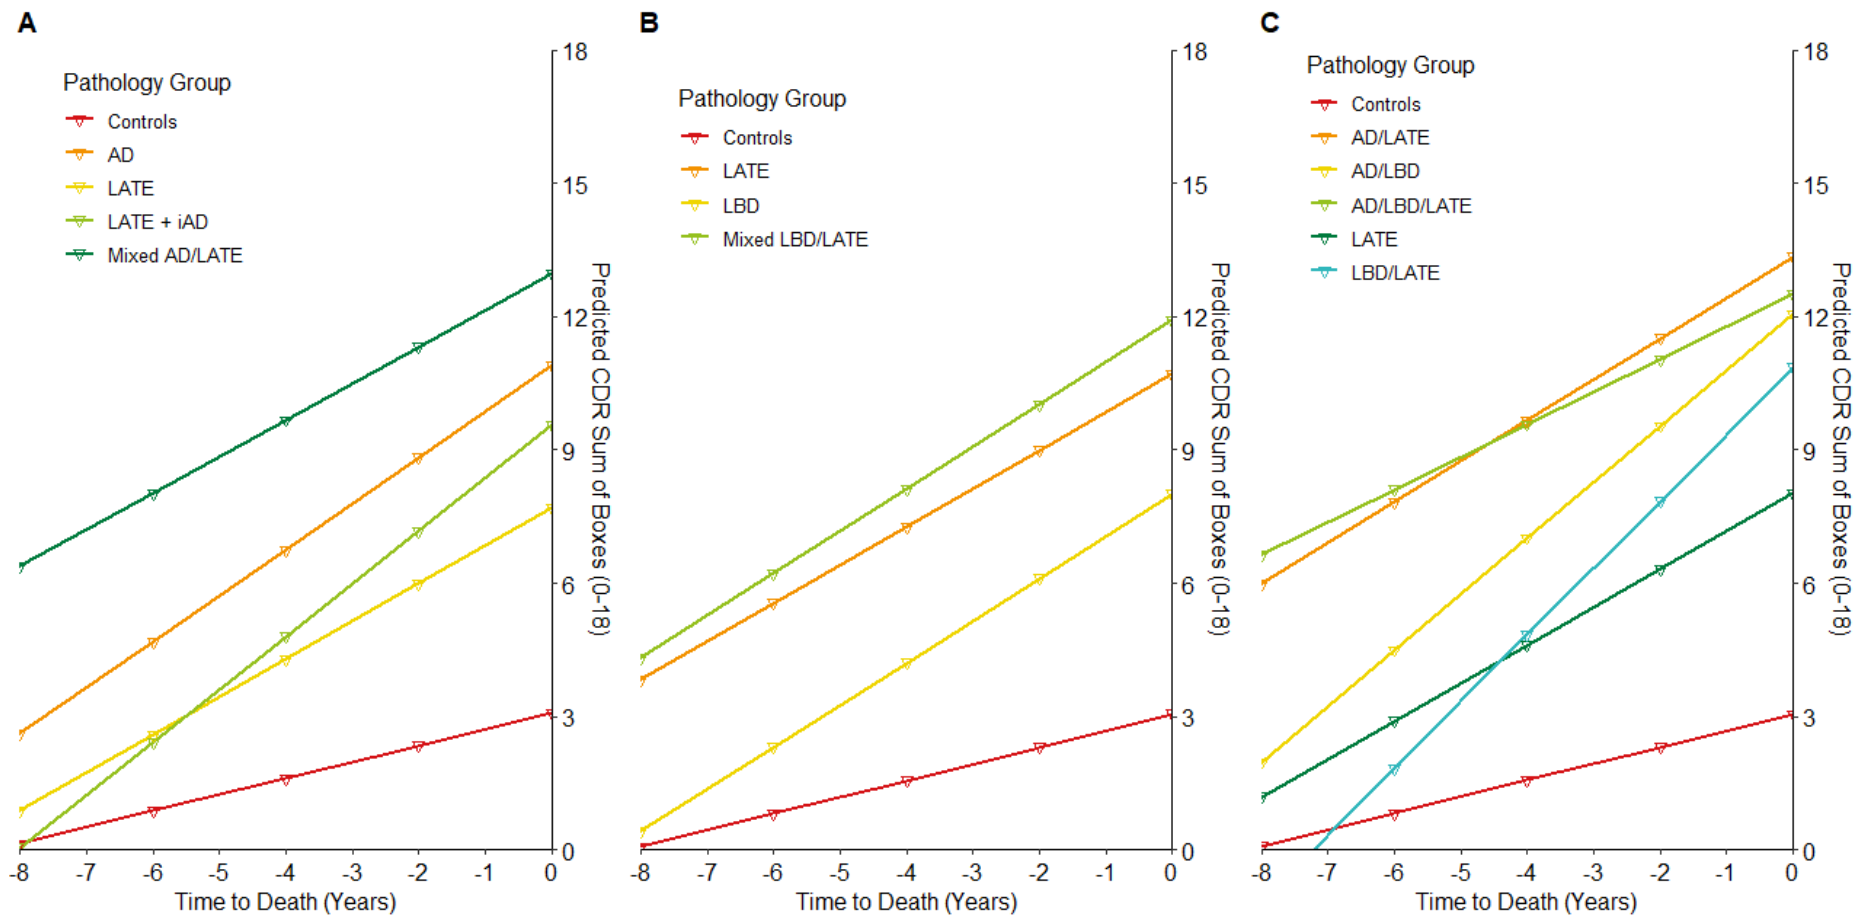 A
Pathology Group
Controls
AD
LATE
LATE + iAD
Mixed AD/LATE
18
15
12
9
6
3
0
Predicted CDR Sum of Boxes (0-18)
-8 -7 -6 -5 -4 -3 -2 -1 0
Time to Death (Years)
B
Pathology Group
Controls
LATE
LBD
Mixed LBD/LATE
18
15
12
9
6
3
0
Predicted CDR Sum of Boxes (0-18)
-8 -7 -6 -5 -4 -3 -2 -1 0
Time to Death (Years)
C
Pathology Group
Controls
AD/LATE
AD/LBD
AD/LBD/LATE
LATE
LBD/LATE
18
15
12
9
6
3
0
Predicted CDR Sum of Boxes (0-18)
-8 -7 -6 -5 -4 -3 -2 -1 0
Time to Death (Years)